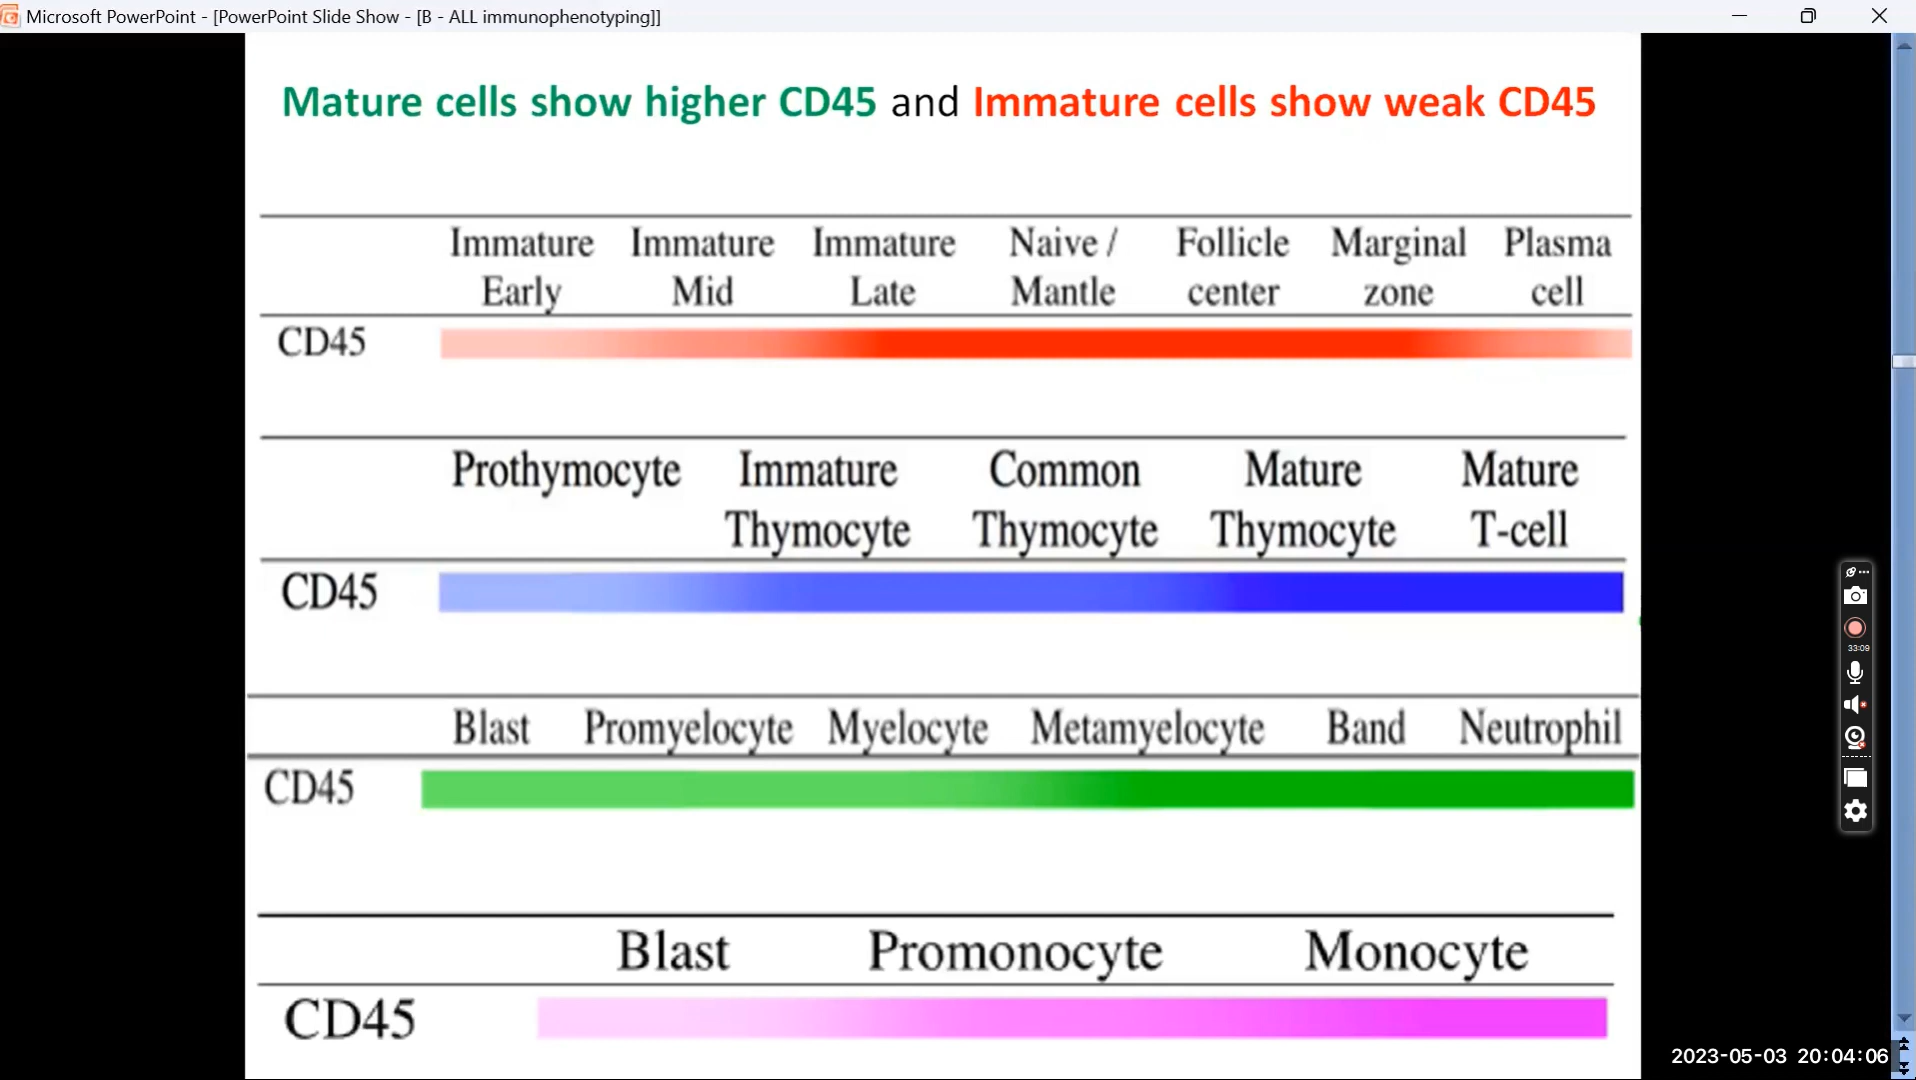 Microsoft PowerPoint - [PowerPoint Slide Show - [B - ALL immunophenotyping]]
Mature cells show higher CD45 and Immature cells show weak CD45
Immature Immature Immature Naive / Follicle Marginal Plasma
Early Mid Late Mantle center zone cell
CD45
Prothymocyte Immature Common Mature Mature
Thymocyte Thymocyte Thymocyte T-cell
CD45
Blast Promyelocyte Myelocyte Metamyelocyte Band Neutrophil
CD45
Blast Promonocyte Monocyte
CD45
33:09
2023-05-03 20:04:06